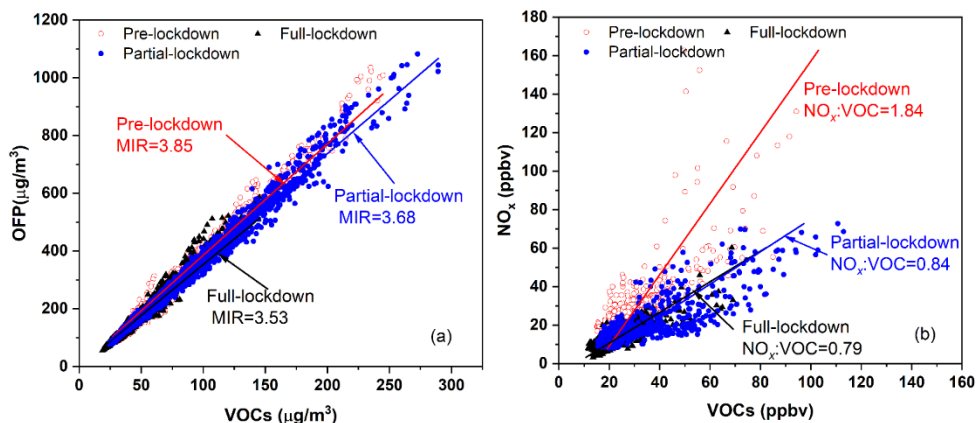 Pre-lockdown Full-lockdown
Partial-lockdown
1200
1000
800
600
400
200
0
OFP(μg/m³)
Pre-lockdown
MIR=3.85
Partial-lockdown
MIR=3.68
Full-lockdown
MIR=3.53
(a)
0 50 100 150 200 250 300
VOCs (μg/m³)
Pre-lockdown Full-lockdown
Partial-lockdown
180
160
140
120
100
80
60
40
20
0
NOx (ppbv)
Pre-lockdown
NOx:VOC=1.84
Partial-lockdown
NOx:VOC=0.84
Full-lockdown
NOx:VOC=0.79
(b)
0 20 40 60 80 100 120 140 160
VOCs (ppbv)